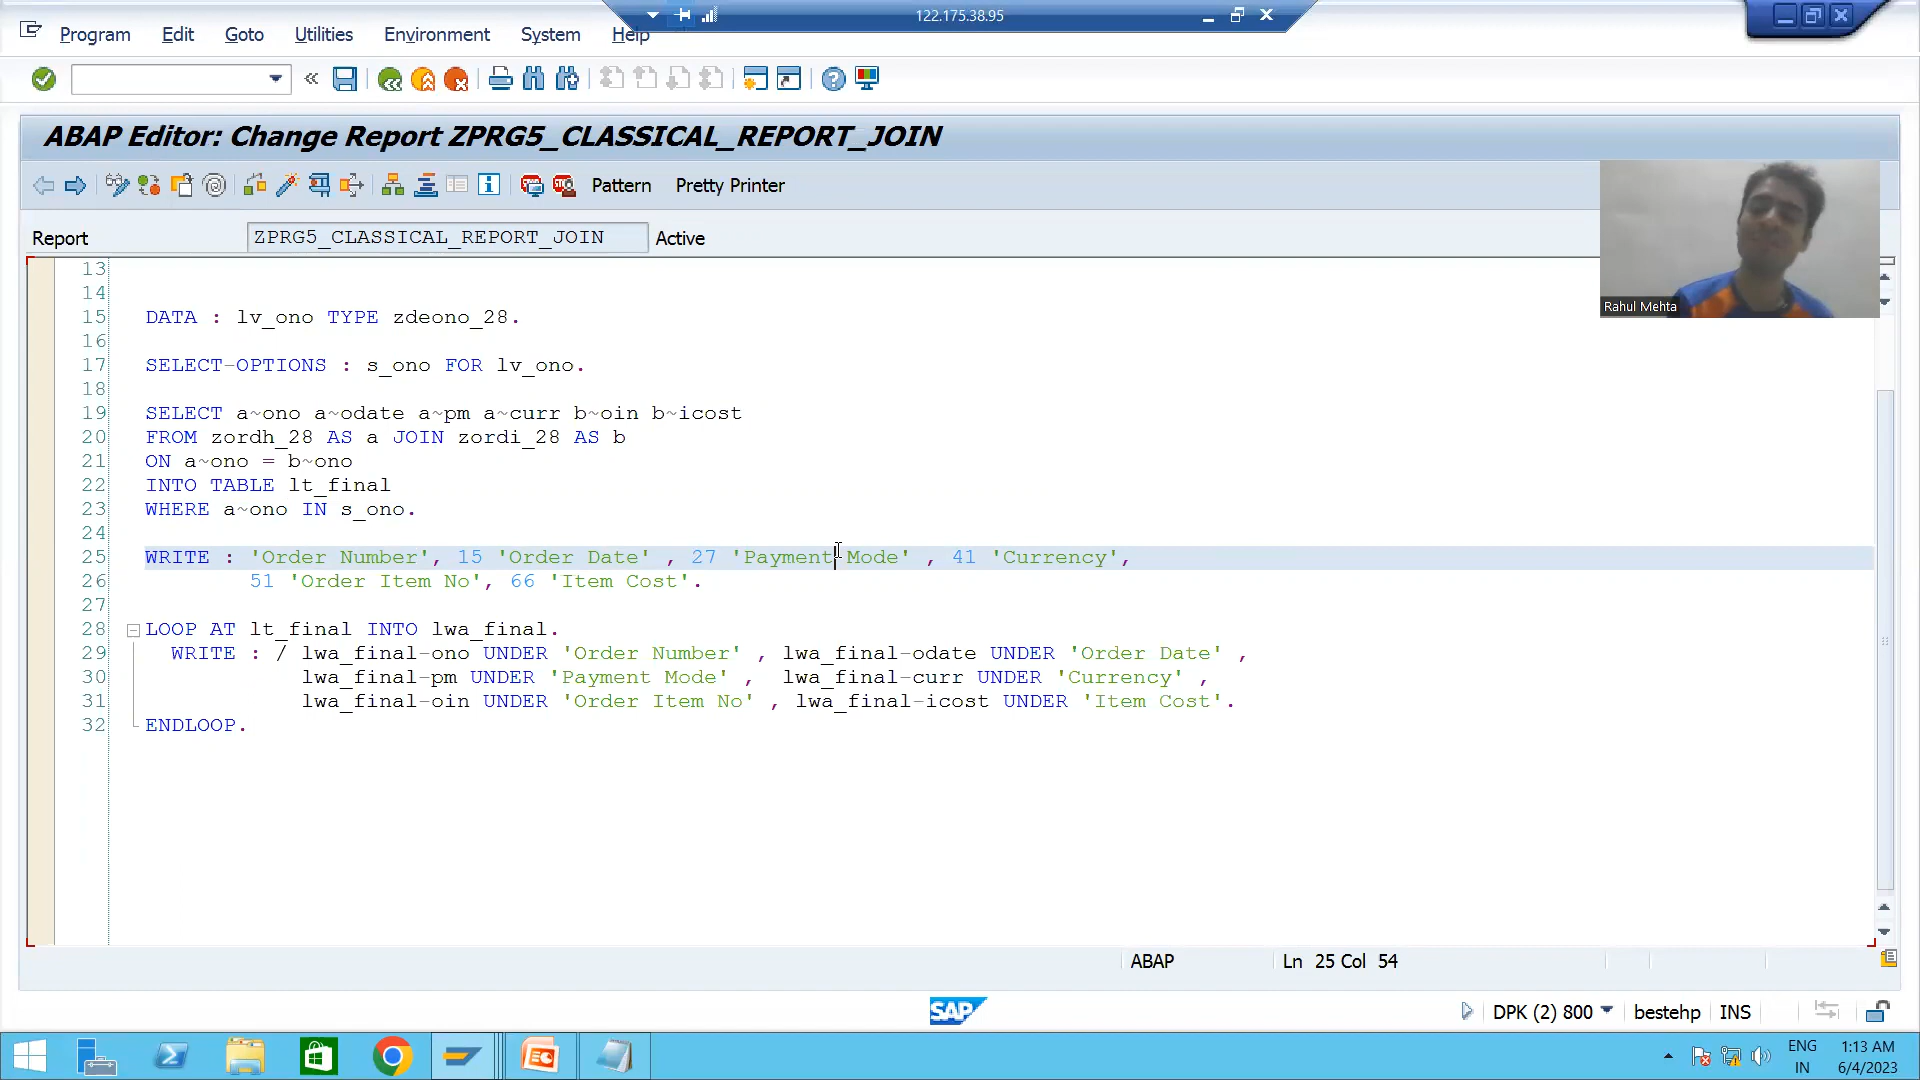 122.175.38.95
Program Edit Goto Utilities Environment System Help
ABAP Editor: Change Report ZPRG5_CLASSICAL_REPORT_JOIN
Pattern Pretty Printer
Report ZPRG5_CLASSICAL_REPORT_JOIN Active
Rahul Mehta
13
14
15 DATA : lv_ono TYPE zdeono_28.
16
17 SELECT-OPTIONS : s_ono FOR lv_ono.
18
19 SELECT a~ono a~odate a~pm a~curr b~oin b~icost
20 FROM zordh_28 AS a JOIN zordi_28 AS b
21 ON a~ono = b~ono
22 INTO TABLE lt_final
23 WHERE a~ono IN s_ono.
24
25 WRITE : 'Order Number', 15 'Order Date' , 27 'Payment Mode' , 41 'Currency',
26 51 'Order Item No', 66 'Item Cost'.
27
28 LOOP AT lt_final INTO lwa_final.
29 WRITE : / lwa_final-ono UNDER 'Order Number' , lwa_final-odate UNDER 'Order Date' ,
30 lwa_final-pm UNDER 'Payment Mode' , lwa_final-curr UNDER 'Currency' ,
31 lwa_final-oin UNDER 'Order Item No' , lwa_final-icost UNDER 'Item Cost'.
32 ENDLOOP.
ABAP Ln 25 Col 54
SAP DPK (2) 800 bestehp INS
ENG 1:13 AM
IN 6/4/2023